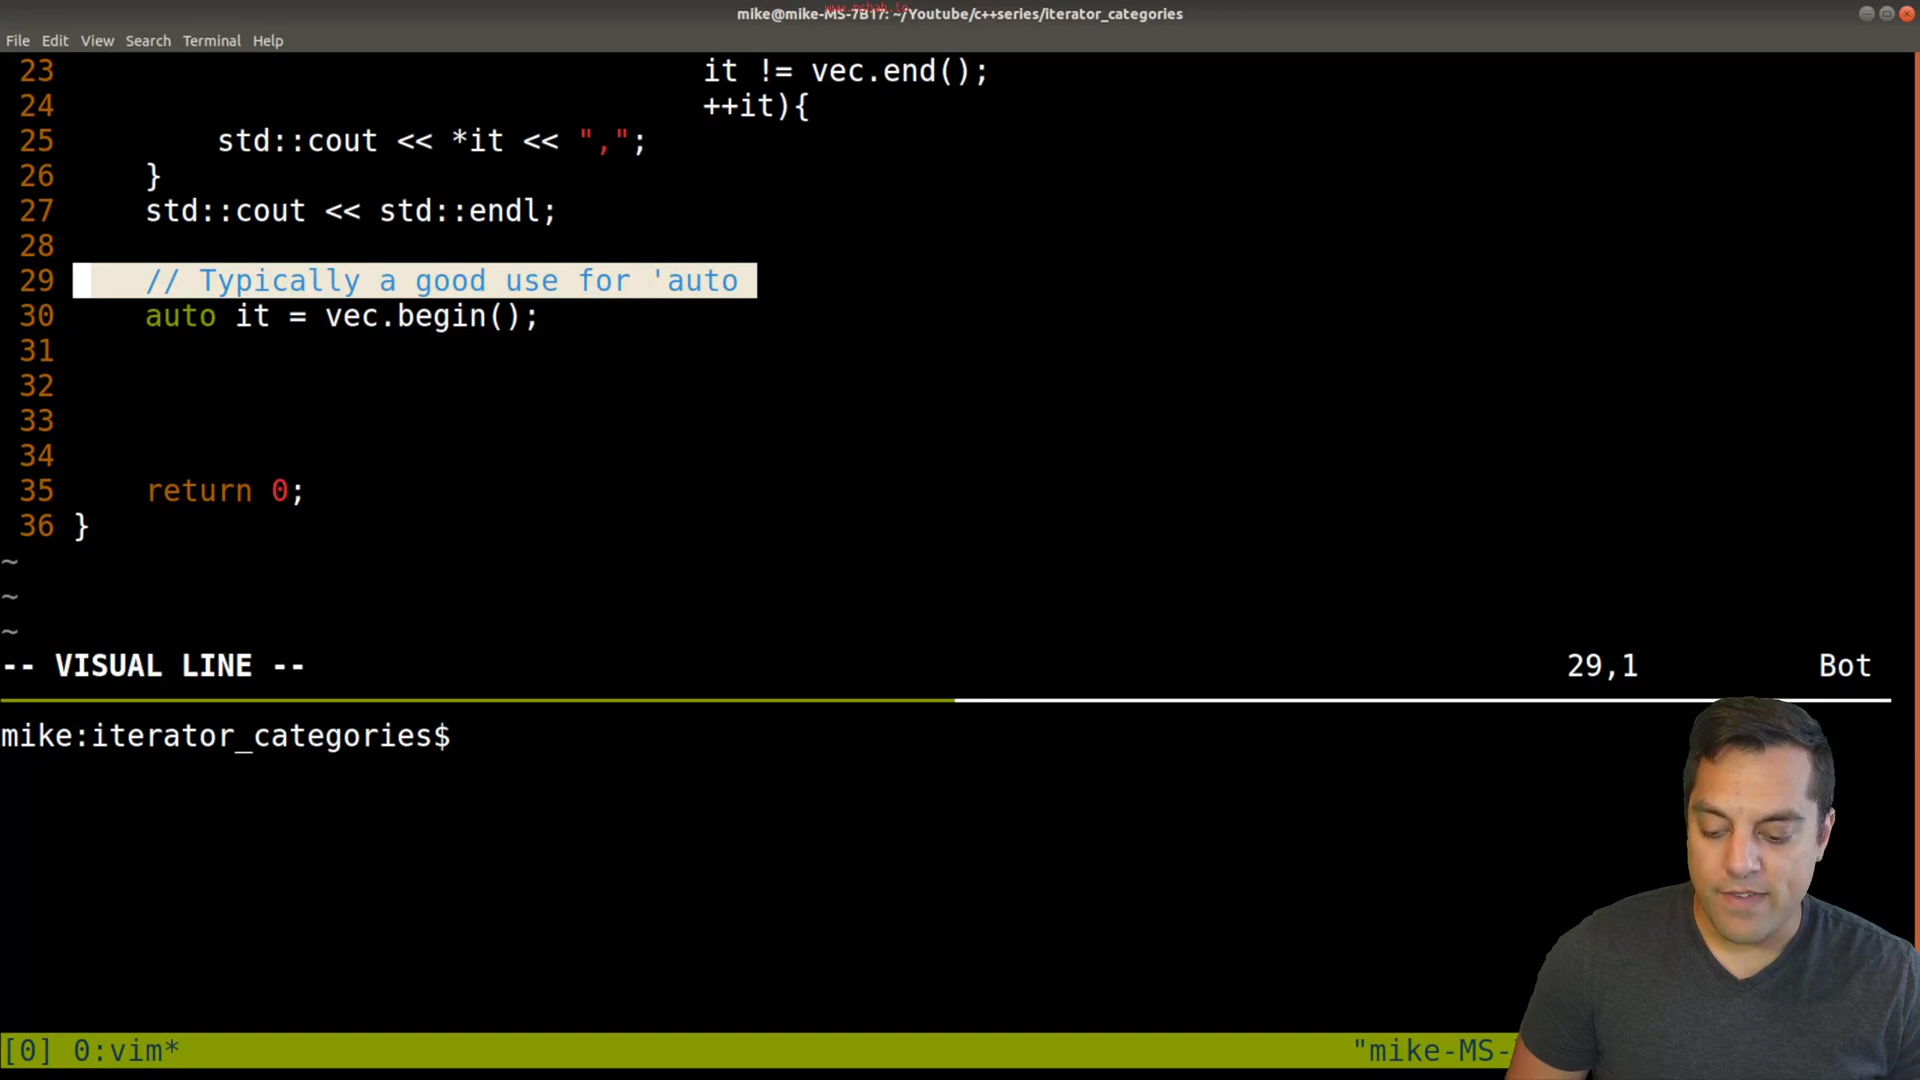 www.mshah.io
mike@mike-MS-7B17: ~/Youtube/c++series/iterator_categories
File Edit View Search Terminal Help
23 it != vec.end();
24 ++it){
25 std::cout << *it << ",";
26 }
27 std::cout << std::endl;
28
29 // Typically a good use for 'auto
30 auto it = vec.begin();
31
32
33
34
35 return 0;
36 }
~
~
~
-- VISUAL LINE -- 29,1 Bot
mike:iterator_categories$
[0] 0:vim* "mike-MS-